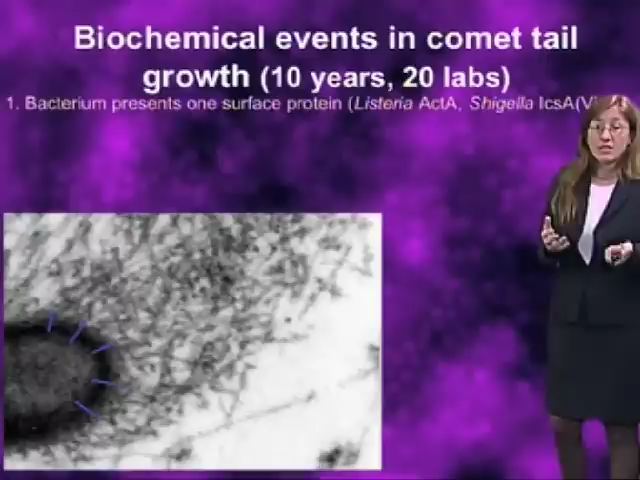 Biochemical events in comet tail
growth (10 years, 20 labs)
1. Bacterium presents one surface protein (Listeria ActA, Shigella IcsA(Vi